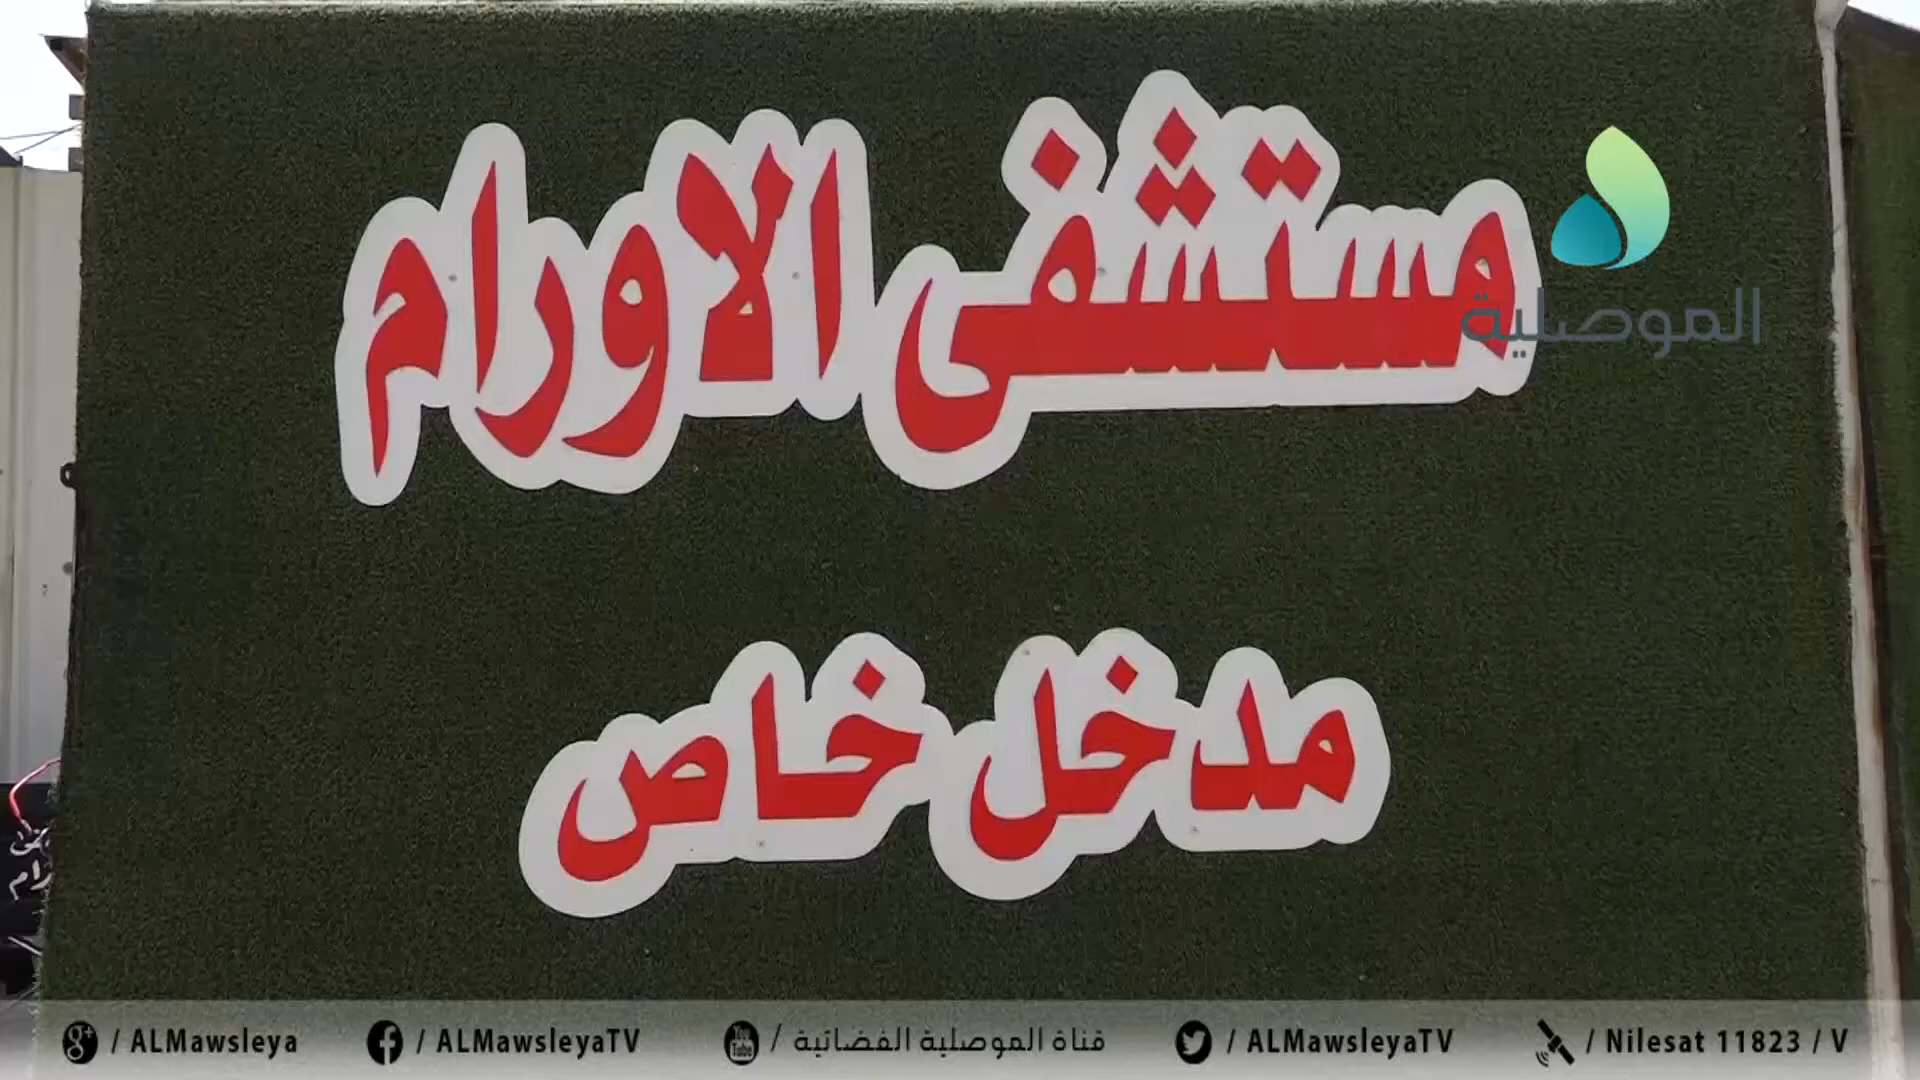 مستشفى الاورام
الموصلية
مدخل خاص
/ ALMawsleya
/ ALMawsleyaTV
/ قناة الموصلية الفضائية
/ ALMawsleyaTV
/ Nilesat 11823 / V